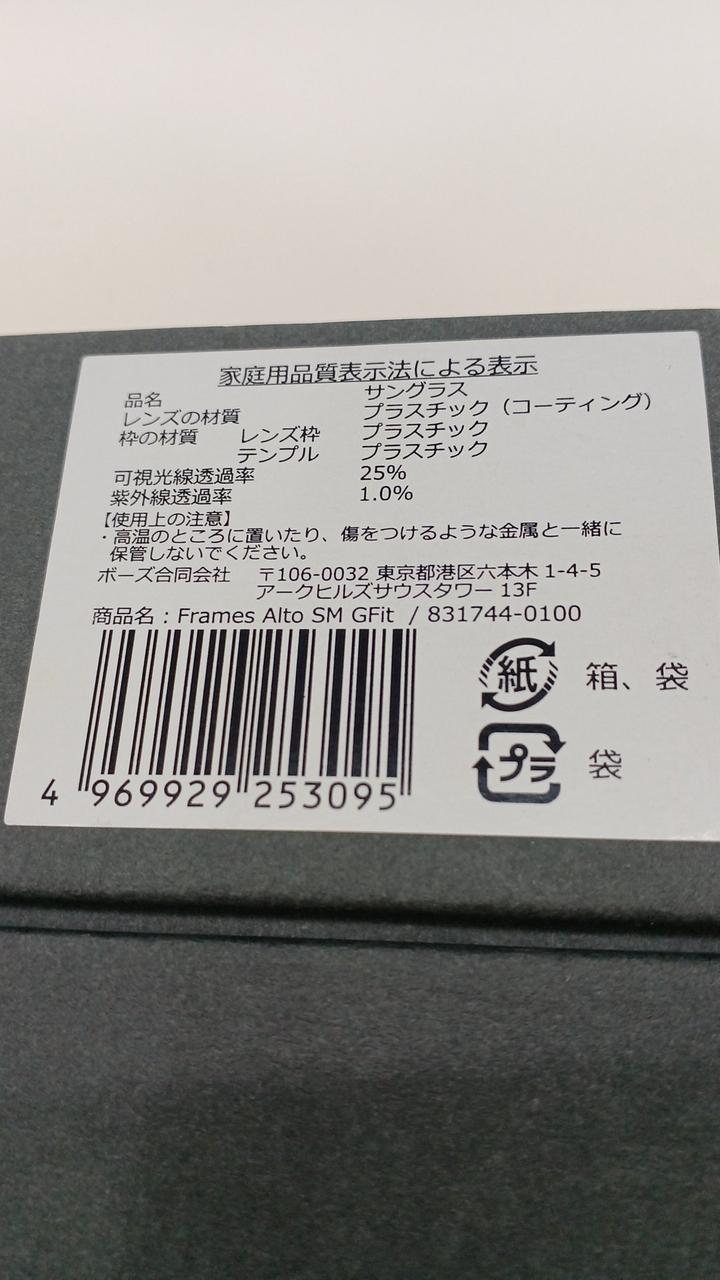 家庭用品質表示法による表示
品名 サングラス
レンズの材質 プラスチック（コーティング）
枠の材質 レンズ枠 プラスチック
テンプル プラスチック
可視光線透過率 25%
紫外線透過率 1.0%
【使用上の注意】
・高温のところに置いたり、傷をつけるような金属と一緒に
保管しないでください。
ボーズ合同会社 〒106-0032 東京都港区六本木 1-4-5
アークヒルズサウスタワー 13F
商品名：Frames Alto SM GFit / 831744-0100
紙 箱、袋
プラ 袋
4 969929 253095